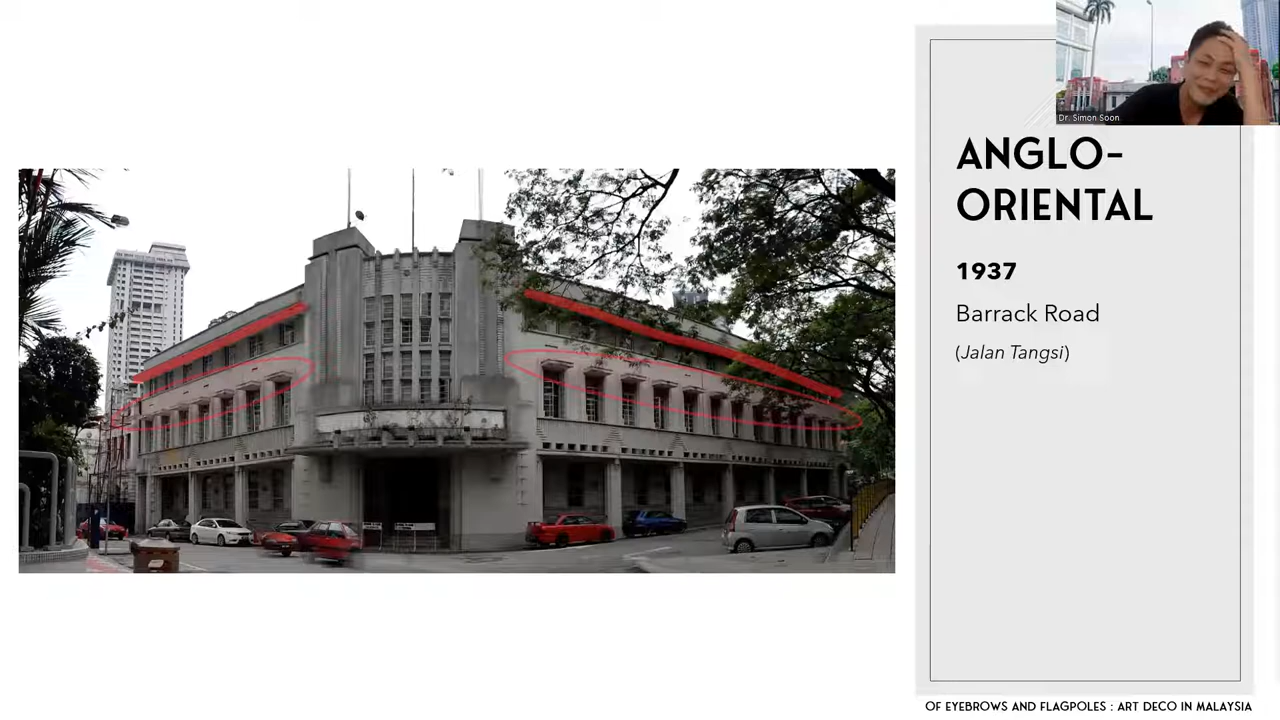 Dr. Simon Soon
ANGLO-
ORIENTAL
1937
Barrack Road
(Jalan Tangsi)
OF EYEBROWS AND FLAGPOLES : ART DECO IN MALAYSIA